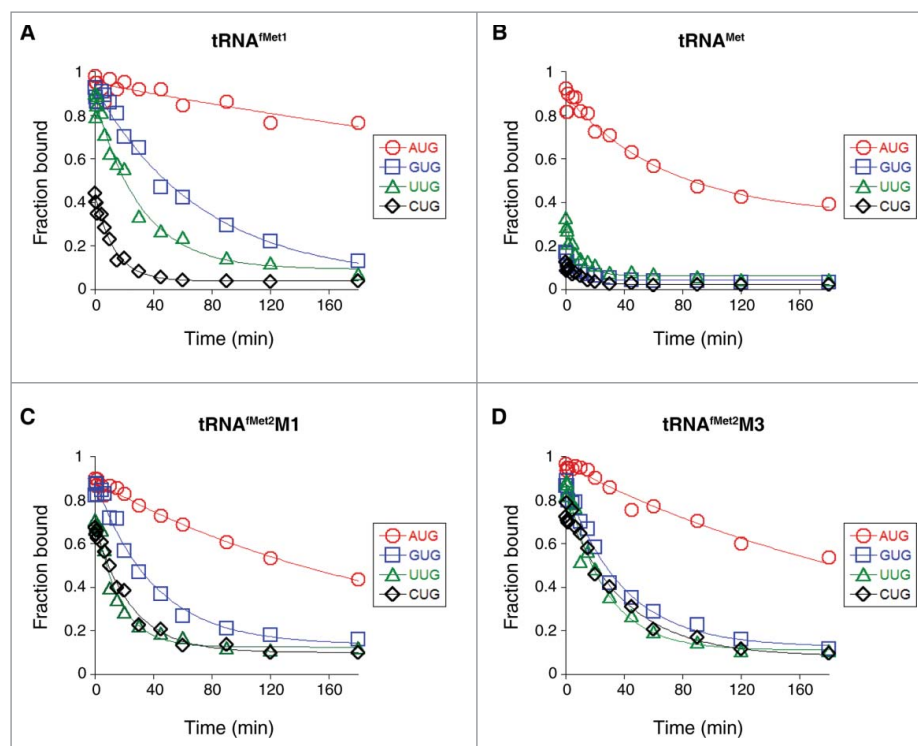 A
tRNAfMet1
Fraction bound
1
0.8
0.6
0.4
0.2
0
0 40 80 120 160
Time (min)
AUG
GUG
UUG
CUG
B
tRNAMet
Fraction bound
1
0.8
0.6
0.4
0.2
0
0 40 80 120 160
Time (min)
AUG
GUG
UUG
CUG
C
tRNAfMet2M1
Fraction bound
1
0.8
0.6
0.4
0.2
0
0 40 80 120 160
Time (min)
AUG
GUG
UUG
CUG
D
tRNAfMet2M3
Fraction bound
1
0.8
0.6
0.4
0.2
0
0 40 80 120 160
Time (min)
AUG
GUG
UUG
CUG